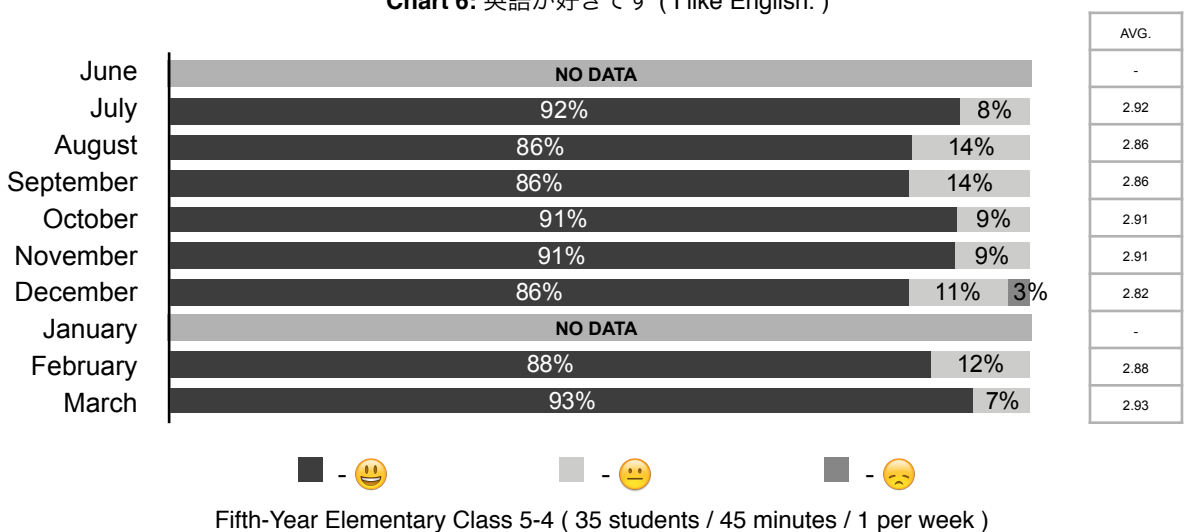 Chart 6: 英語が好きです ( I like English. )
AVG.
June NO DATA -
July 92% 8% 2.92
August 86% 14% 2.86
September 86% 14% 2.86
October 91% 9% 2.91
November 91% 9% 2.91
December 86% 11% 3% 2.82
January NO DATA -
February 88% 12% 2.88
March 93% 7% 2.93
- 😃 - 😐 - 😞
Fifth-Year Elementary Class 5-4 ( 35 students / 45 minutes / 1 per week )